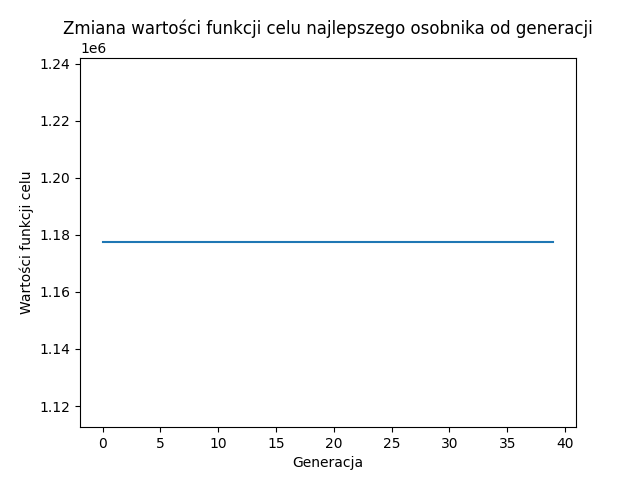 Zmiana wartości funkcji celu najlepszego osobnika od generacji
1e6
1.24
1.22
1.20
1.18
1.16
1.14
1.12
Wartości funkcji celu
0 5 10 15 20 25 30 35 40
Generacja